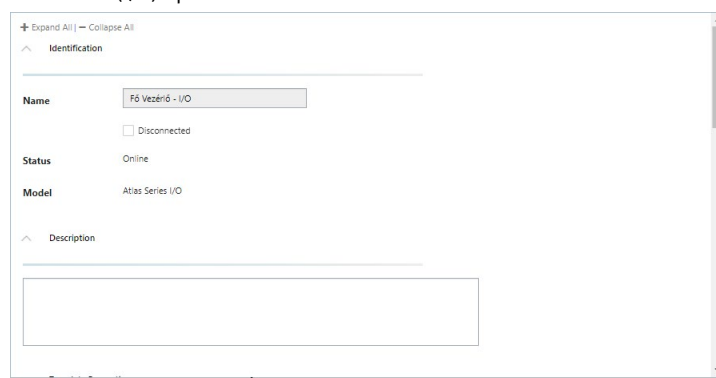 + Expand All | − Collapse All
Identification
Name
Fő Vezérlő - I/O
Disconnected
Status
Online
Model
Atlas Series I/O
Description